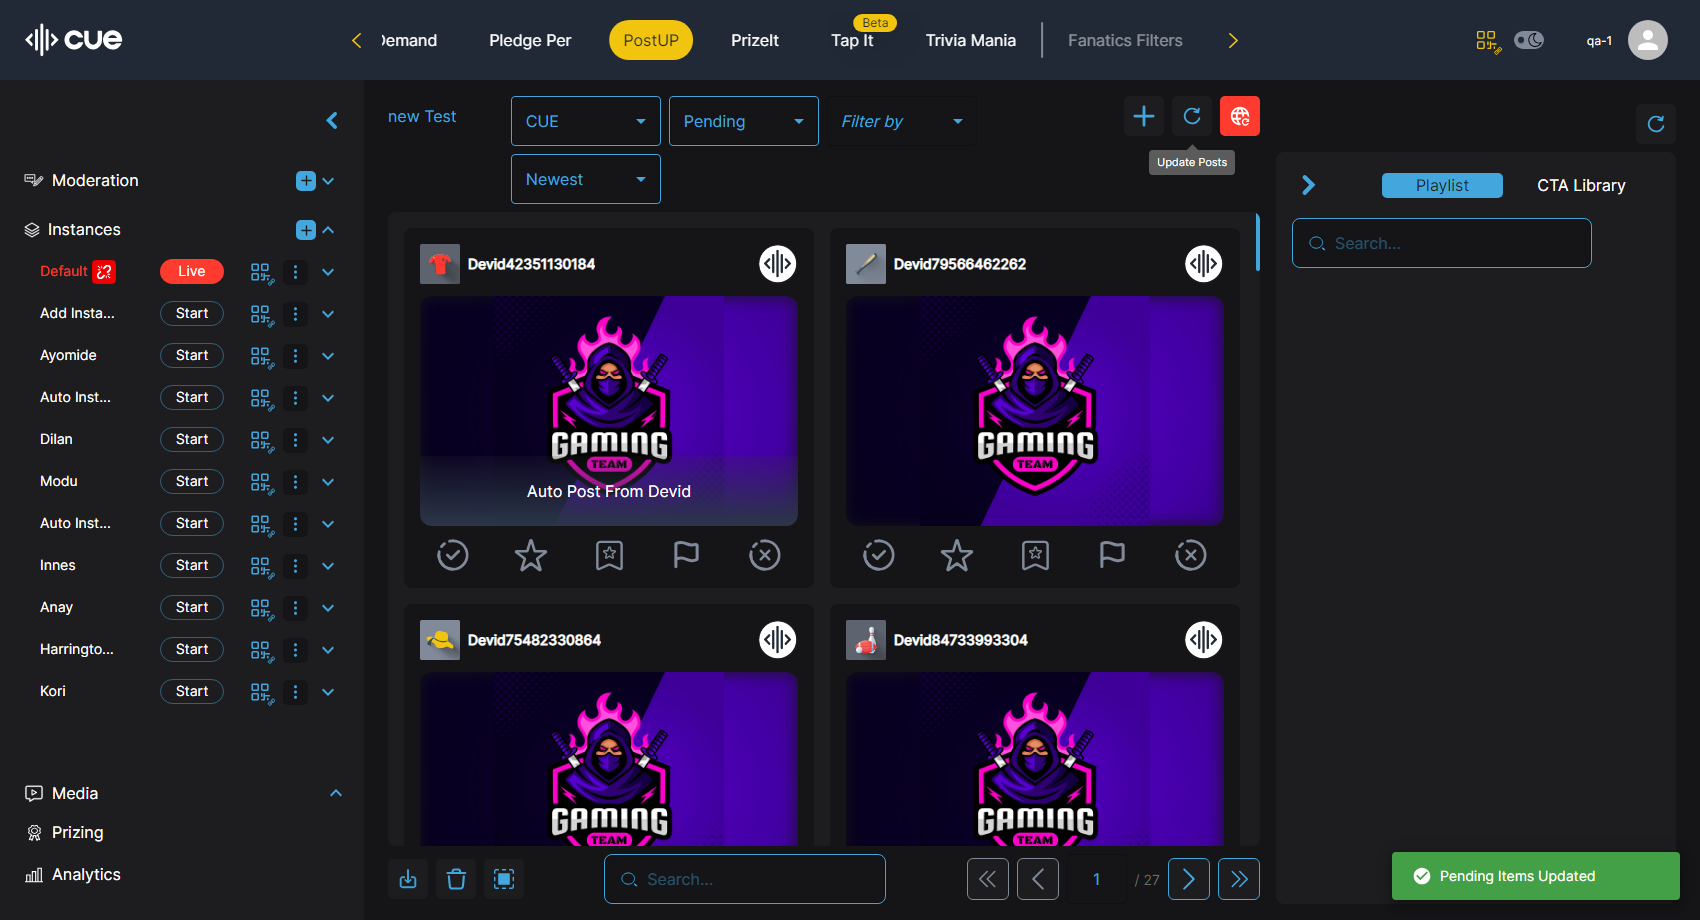 cue
Demand
Pledge Per
PostUP
PrizeIt
Beta
Tap It
Trivia Mania
Fanatics Filters
qa-1
Moderation
Instances
Default
Live
Add Insta...
Start
Ayomide
Start
Auto Inst...
Start
Dilan
Start
Modu
Start
Auto Inst...
Start
Innes
Start
Anay
Start
Harringto...
Start
Kori
Start
Media
Prizing
Analytics
new Test
CUE
Pending
Filter by
Newest
Update Posts
Devid42351130184
GAMING
TEAM
Auto Post From Devid
Devid79566462262
GAMING
TEAM
Devid75482330864
GAMING
TEAM
Devid84733993304
GAMING
TEAM
Search...
1
/ 27
Playlist
CTA Library
Search...
Pending Items Updated